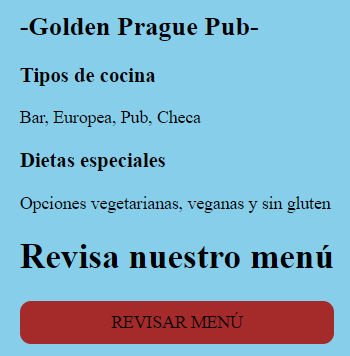 -Golden Prague Pub-
Tipos de cocina
Bar, Europea, Pub, Checa
Dietas especiales
Opciones vegetarianas, veganas y sin gluten
Revisa nuestro menú
REVISAR MENÚ